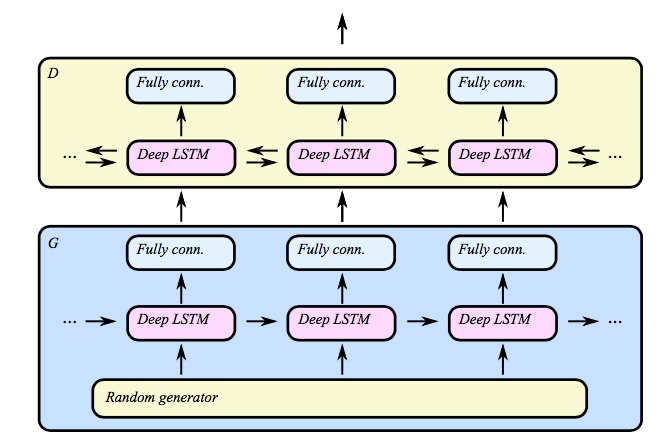 D
Fully conn. Fully conn. Fully conn.
... Deep LSTM Deep LSTM Deep LSTM ...
G
Fully conn. Fully conn. Fully conn.
... Deep LSTM Deep LSTM Deep LSTM ...
Random generator